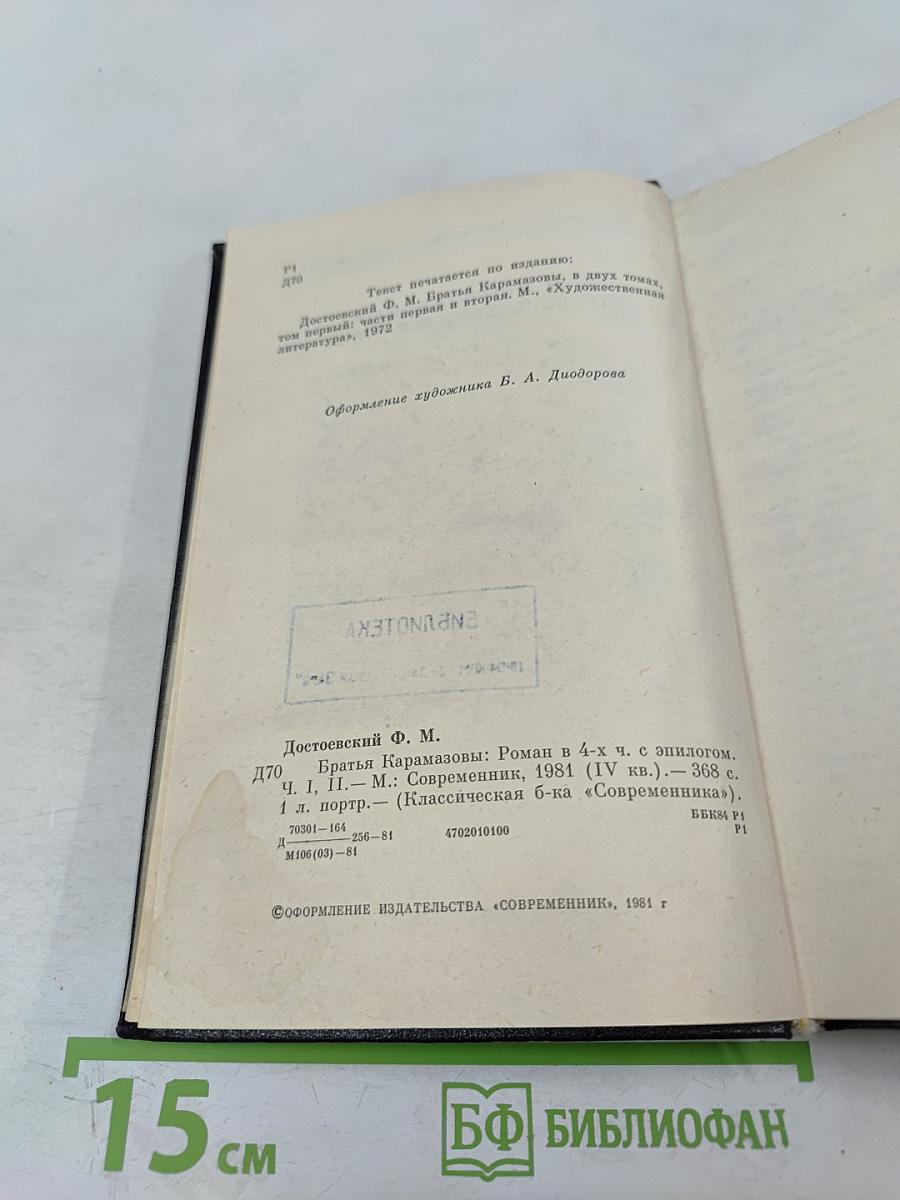 Р1
Д70
Текст печатается по изданию:
Достоевский Ф. М. Братья Карамазовы, в двух томах,
том первый: части первая и вторая. М., «Художественная
литература», 1972
Оформление художника Б. А. Диодорова
БИБЛИОТЕКА
Достоевский Ф. М.
Д70 Братья Карамазовы: Роман в 4-х ч. с эпилогом.
Ч. I, II.— М.: Современник, 1981 (IV кв.).— 368 с.
1 л. портр.— (Классическая б-ка «Современника»).
70301—164
Д 256—81 4702010100
М106(03)—81
ББК84 Р1
Р1
©ОФОРМЛЕНИЕ ИЗДАТЕЛЬСТВА «СОВРЕМЕННИК», 1981 г
15 см
БФ БИБЛИОФАН